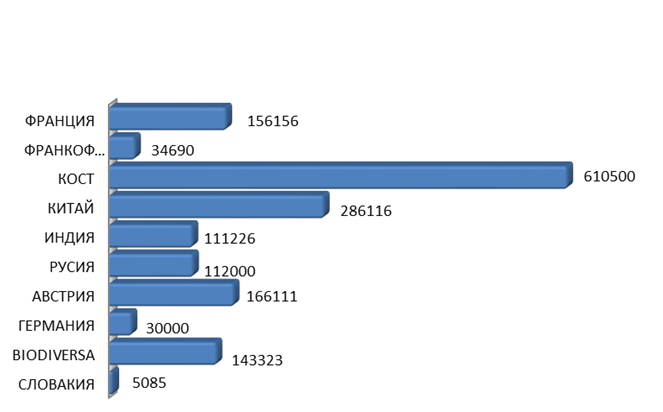 ФРАНЦИЯ 156156
ФРАНКОФ... 34690
КОСТ 610500
КИТАЙ 286116
ИНДИЯ 111226
РУСИЯ 112000
АВСТРИЯ 166111
ГЕРМАНИЯ 30000
BIODIVERSA 143323
СЛОВАКИЯ 5085